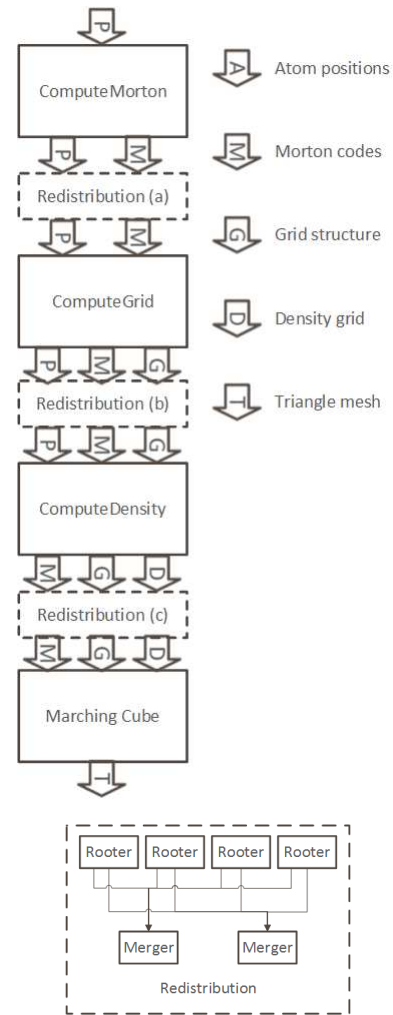 P
ComputeMorton
P M
Redistribution (a)
P M
ComputeGrid
P M G
Redistribution (b)
P M G
ComputeDensity
M G D
Redistribution (c)
M G D
Marching Cube
T
A Atom positions
M Morton codes
G Grid structure
D Density grid
T Triangle mesh
Rooter Rooter Rooter Rooter
Merger Merger
Redistribution